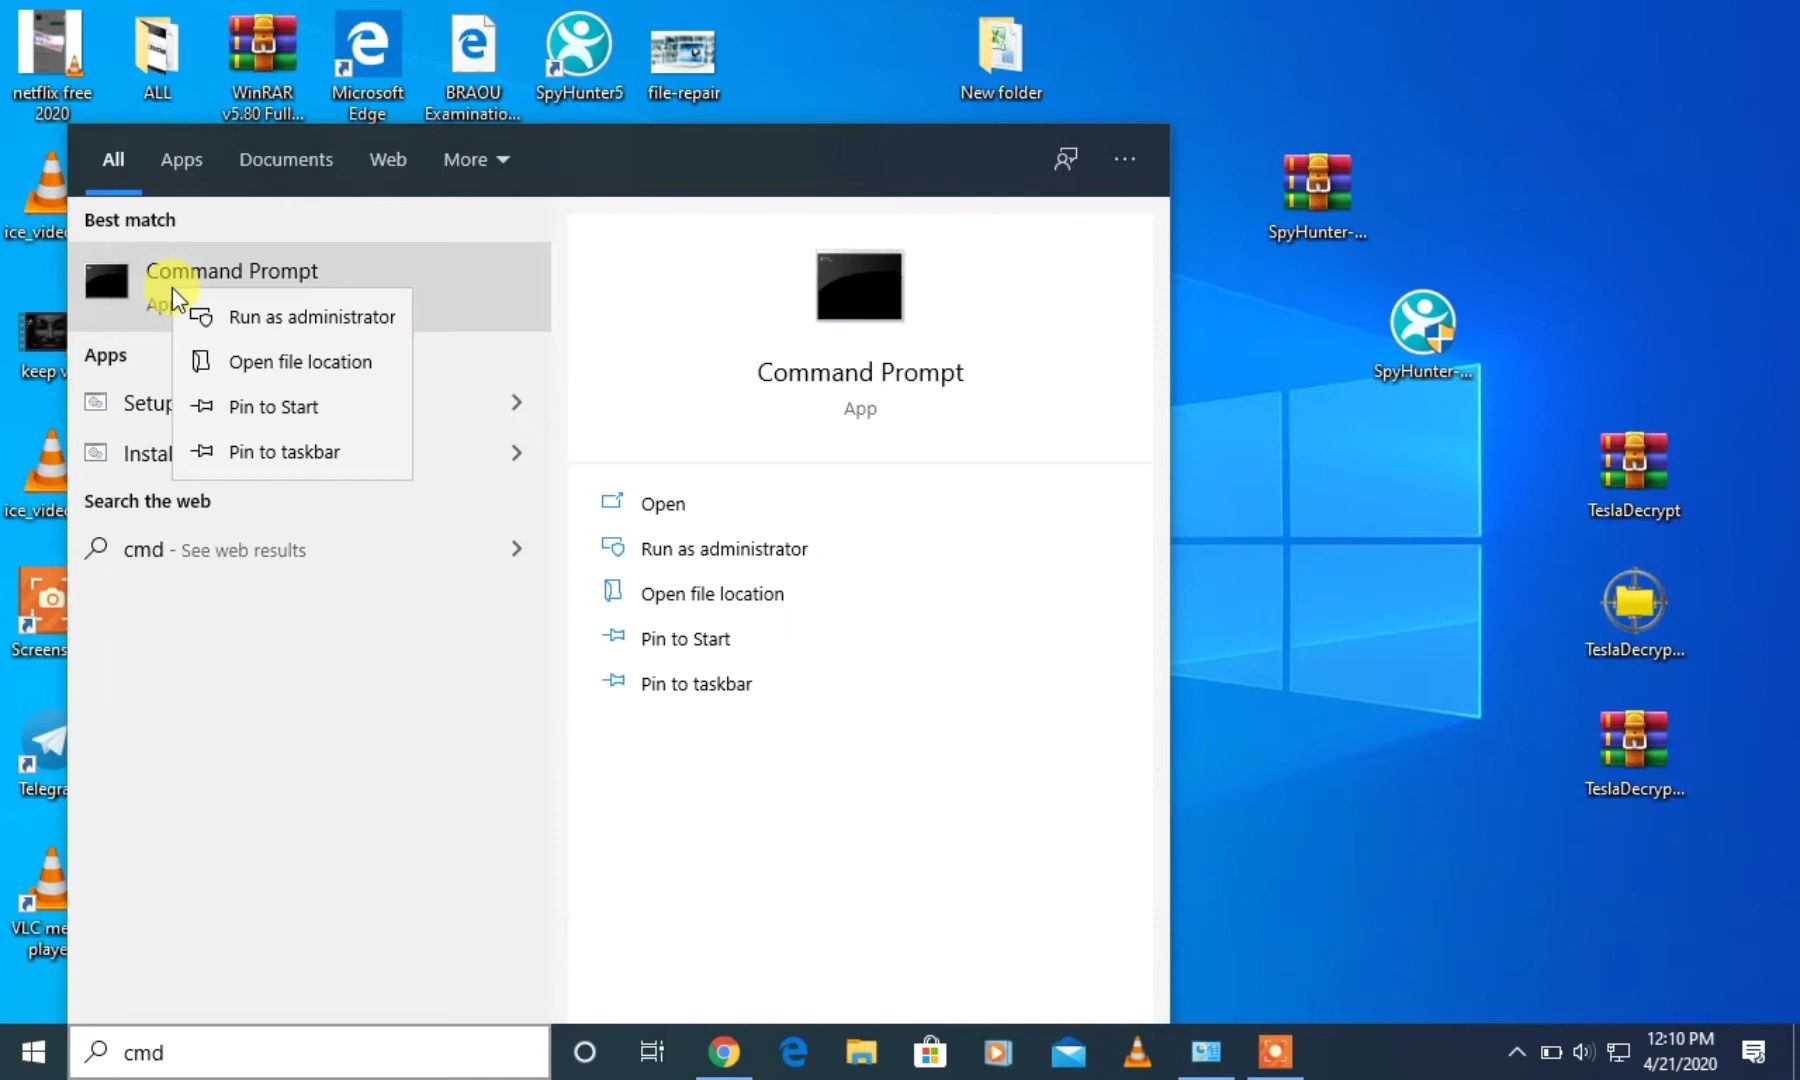 netflix free
2020
ALL
WinRAR
v5.80 Full...
Microsoft
Edge
BRAOU
Examinatio...
SpyHunter5
file-repair
New folder
All
Apps
Documents
Web
More
Best match
Command Prompt
App
Run as administrator
Open file location
Pin to Start
Pin to taskbar
Apps
Setup
Instal
Search the web
cmd - See web results
Command Prompt
App
Open
Run as administrator
Open file location
Pin to Start
Pin to taskbar
ice_vide
keep v
ice_vide
Screens
Telegra
VLC me
playe
SpyHunter-...
SpyHunter-...
TeslaDecrypt
TeslaDecryp...
TeslaDecryp...
cmd
12:10 PM
4/21/2020